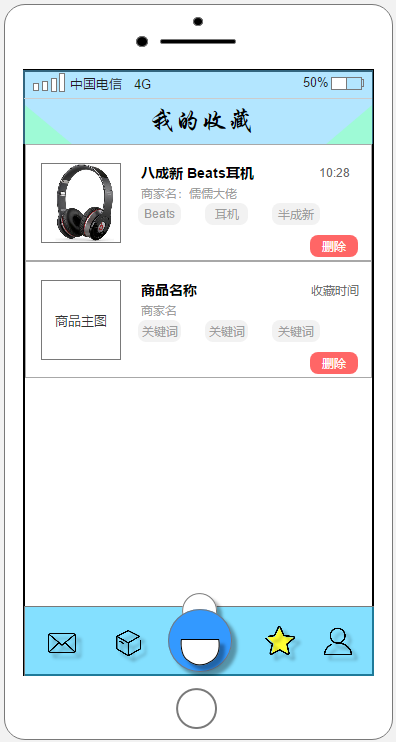 中国电信 4G 50%
我的收藏
八成新 Beats耳机 10:28
商家名：儒儒大佬
Beats 耳机 半成新
删除
商品主图
商品名称 收藏时间
商家名
关键词 关键词 关键词
删除